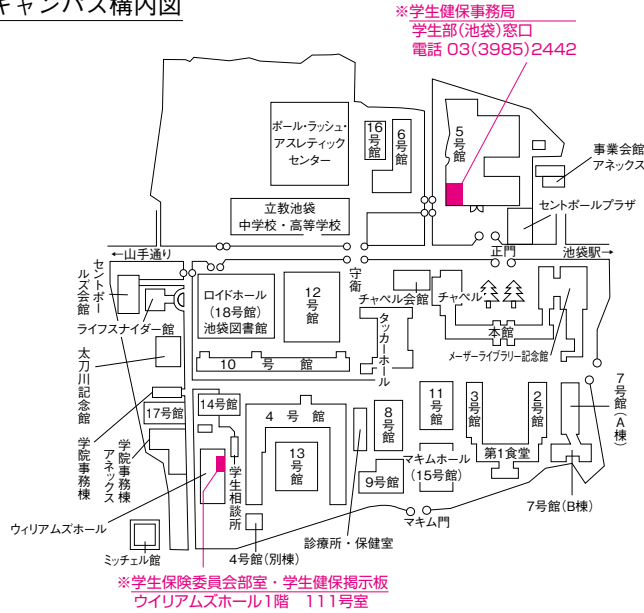 キャンパス構内図
※学生健保事務局
学生部(池袋)窓口
電話 03(3985)2442
ポール・ラッシュ・
アスレティック
センター
16号館
6号館
5号館
事業会館
アネックス
セントポールプラザ
立教池袋
中学校・高等学校
←山手通り
守衛
正門
池袋駅→
セントポールズ会館
ライフスナイダー館
ロイドホール
(18号館)
池袋図書館
12号館
チャペル会館
チャペル
タッカーホール
本館
メーザーライブラリー記念館
太刀川記念館
10号館
17号館
14号館
4号館
13号館
8号館
11号館
3号館
2号館
7号館(A棟)
第1食堂
マキムホール
(15号館)
9号館
学院事務棟
学院事務棟アネックス
学生相談所
ウィリアムズホール
ミッチェル館
4号館(別棟)
診療所・保健室
マキム門
7号館(B棟)
※学生保険委員会部室・学生健保掲示板
ウイリアムズホール1階 111号室